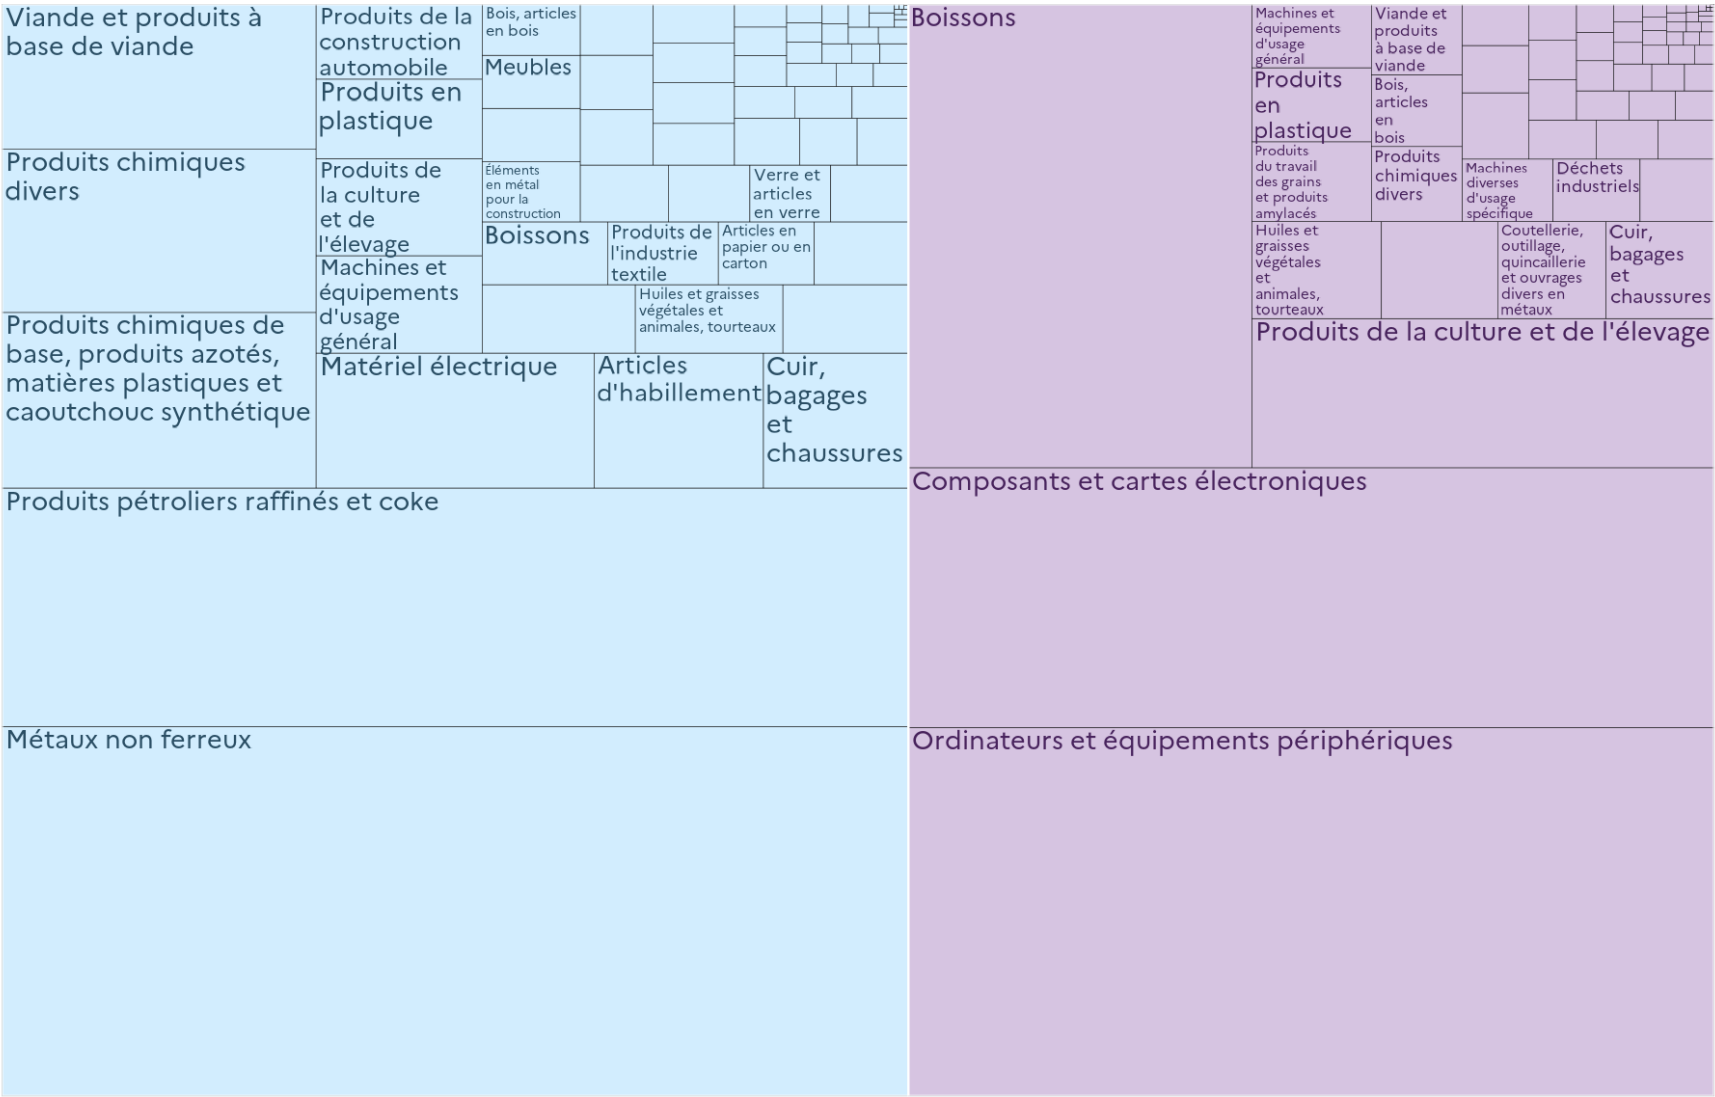 Viande et produits à
base de viande
Produits chimiques
divers
Produits chimiques de
base, produits azotés,
matières plastiques et
caoutchouc synthétique
Produits de la
construction
automobile
Produits en
plastique
Produits de
la culture
et de
l'élevage
Machines et
équipements
d'usage
général
Bois, articles
en bois
Meubles
Éléments
en métal
pour la
construction
Verre et
articles
en verre
Boissons
Produits de
l'industrie
textile
Articles en
papier ou en
carton
Huiles et graisses
végétales et
animales, tourteaux
Matériel électrique
Articles
d'habillement
Cuir,
bagages
et
chaussures
Produits pétroliers raffinés et coke
Métaux non ferreux
Boissons
Machines et
équipements
d'usage
général
Produits
en
plastique
Produits
du travail
des grains
et produits
amylacés
Viande et
produits
à base de
viande
Bois,
articles
en
bois
Produits
chimiques
divers
Machines
diverses
d'usage
spécifique
Déchets
industriels
Huiles et
graisses
végétales
et
animales,
tourteaux
Coutellerie,
outillage,
quincaillerie
et ouvrages
divers en
métaux
Cuir,
bagages
et
chaussures
Produits de la culture et de l'élevage
Composants et cartes électroniques
Ordinateurs et équipements périphériques